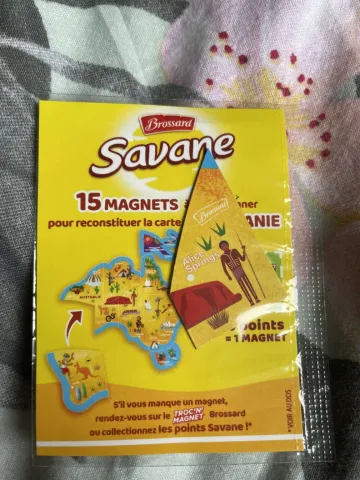 Brossard
Savane
15 MAGNETS
pour reconstituer la carte
ANIE
Brossard
Alice
Springs
AUSTRALIE
points
= 1 MAGNET
S'il vous manque un magnet,
rendez-vous sur le TROC'N' MAGNET Brossard
ou collectionnez les points Savane !*
* VOIR AU DOS